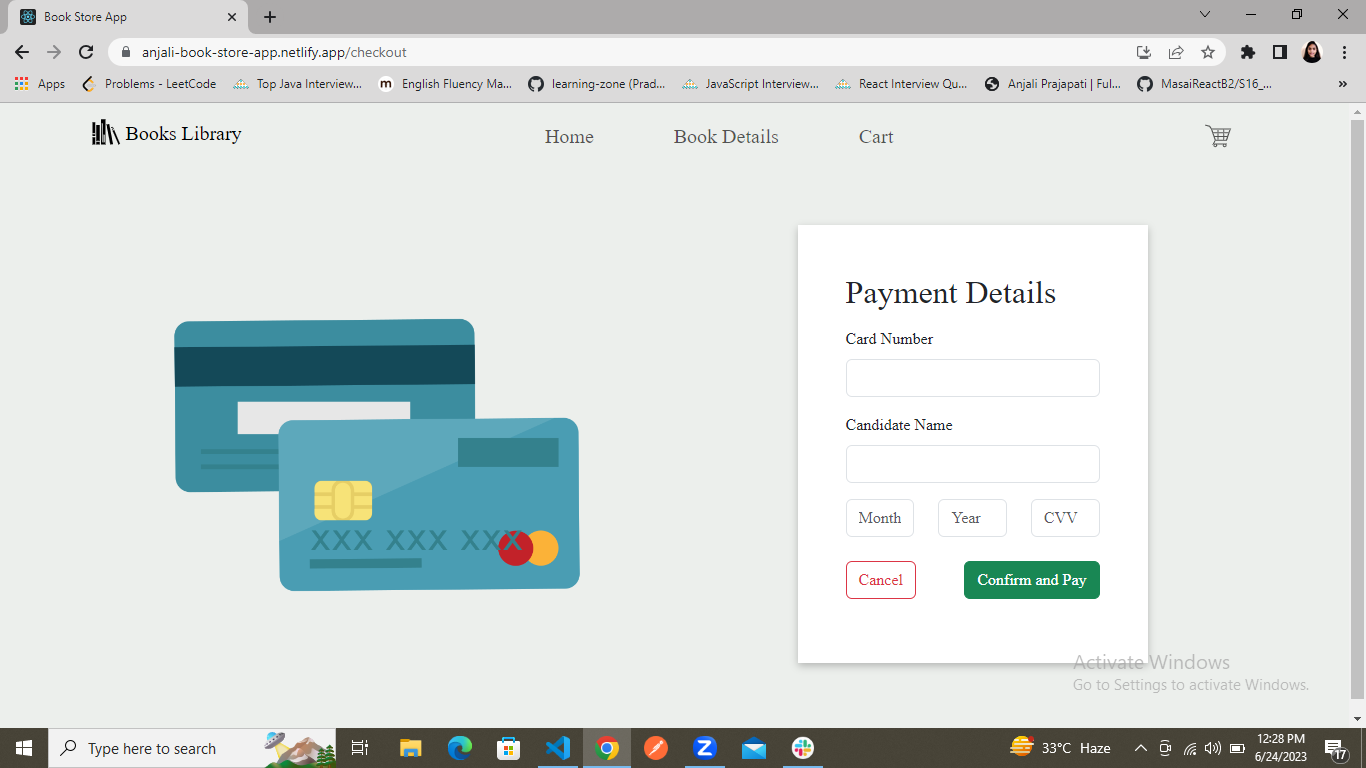 Book Store App
anjali-book-store-app.netlify.app/checkout
Apps Problems - LeetCode Top Java Interview... English Fluency Ma... learning-zone (Prad... JavaScript Interview... React Interview Qu... Anjali Prajapati | Ful... MasaiReactB2/S16_... »
Books Library Home Book Details Cart
Payment Details
Card Number
Candidate Name
Month Year CVV
Cancel Confirm and Pay
XXX XXX XXX
Activate Windows
Go to Settings to activate Windows.
Type here to search 33°C Haze 12:28 PM
6/24/2023 17